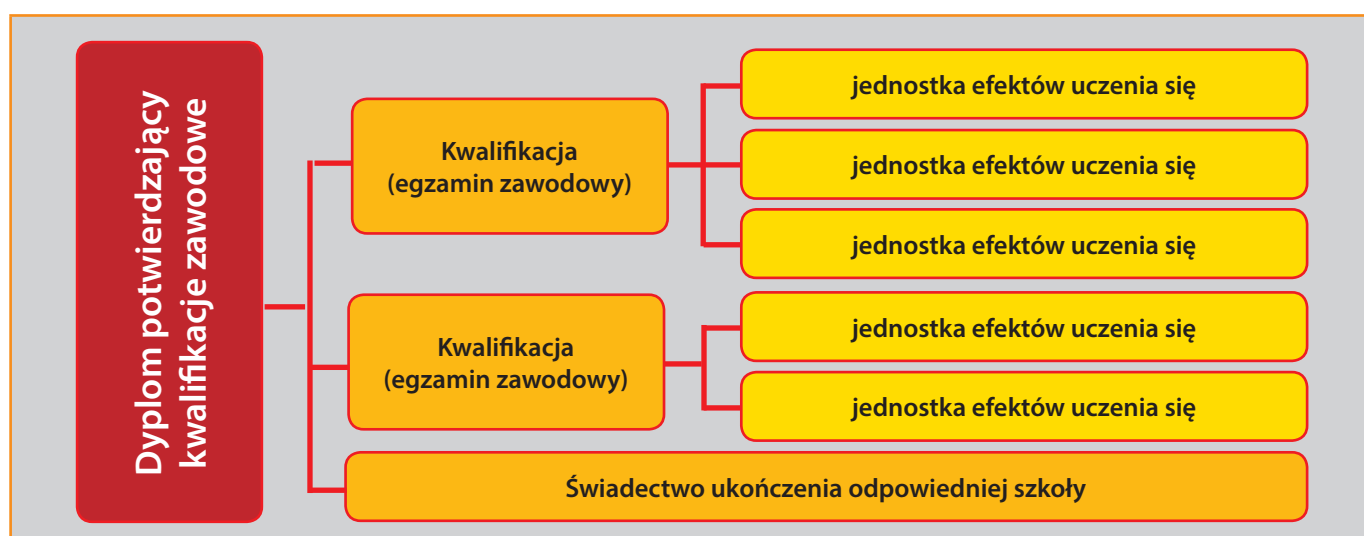 Dyplom potwierdzający
kwalifikacje zawodowe
Kwalifikacja
(egzamin zawodowy)
jednostka efektów uczenia się
jednostka efektów uczenia się
jednostka efektów uczenia się
Kwalifikacja
(egzamin zawodowy)
jednostka efektów uczenia się
jednostka efektów uczenia się
Świadectwo ukończenia odpowiedniej szkoły